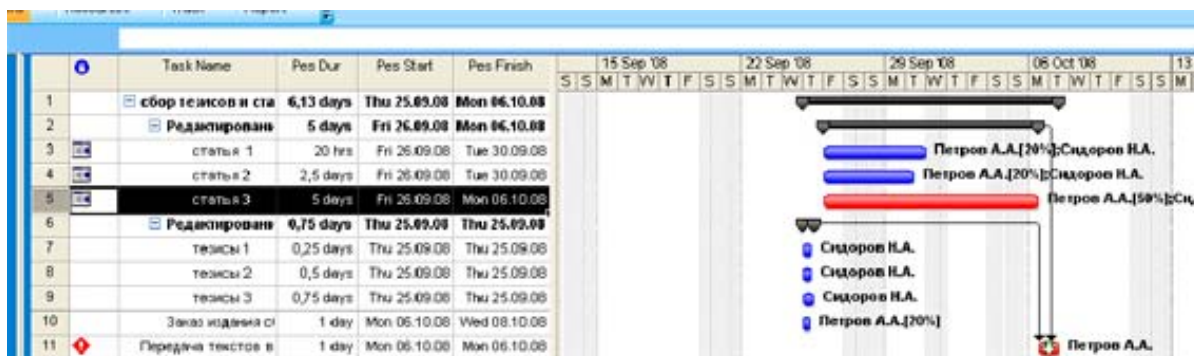 Task Name Pes Dur Pes Start Pes Finish 15 Sep '08 22 Sep '08 29 Sep '08 06 Oct '08 13
S S M T W T F S S M T W T F S S M T W T F S S M T W T F S S M
1 сбор тезисов и ста 6,13 days Thu 25.09.08 Mon 06.10.08
2 Редактировани 5 days Fri 26.09.08 Mon 06.10.08
3 статья 1 20 hrs Fri 26.09.08 Tue 30.09.08 Петров А.А.[20%];Сидоров Н.А.
4 статья 2 2,5 days Fri 26.09.08 Tue 30.09.08 Петров А.А.[20%];Сидоров Н.А.
5 статья 3 5 days Fri 26.09.08 Mon 06.10.08 Петров А.А.[50%];Си
6 Редактировани 0,75 days Thu 25.09.08 Thu 25.09.08
7 тезисы 1 0,25 days Thu 25.09.08 Thu 25.09.08 Сидоров Н.А.
8 тезисы 2 0,5 days Thu 25.09.08 Thu 25.09.08 Сидоров Н.А.
9 тезисы 3 0,75 days Thu 25.09.08 Thu 25.09.08 Сидоров Н.А.
10 Заказ издания с 1 day Mon 06.10.08 Wed 08.10.08 Петров А.А.[20%]
11 Передача текстов в 1 day Mon 06.10.08 Mon 06.10.08 Петров А.А.